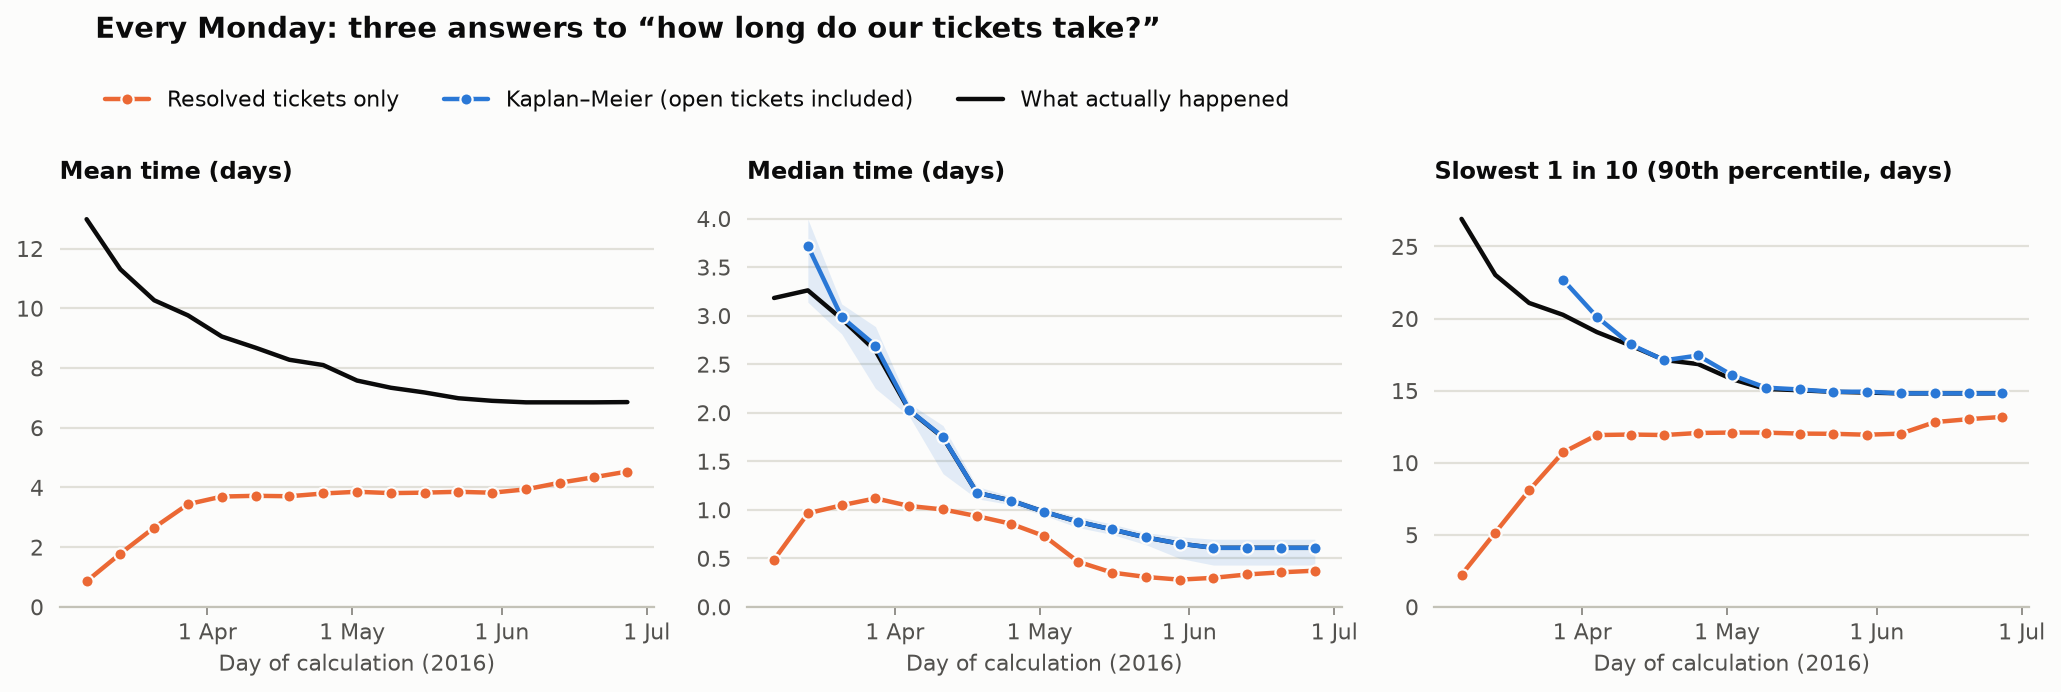 Every Monday: three answers to “how long do our tickets take?”
Resolved tickets only
Kaplan–Meier (open tickets included)
What actually happened
Mean time (days)
12
10
8
6
4
2
0
1 Apr
1 May
1 Jun
1 Jul
Day of calculation (2016)
Median time (days)
4.0
3.5
3.0
2.5
2.0
1.5
1.0
0.5
0.0
1 Apr
1 May
1 Jun
1 Jul
Day of calculation (2016)
Slowest 1 in 10 (90th percentile, days)
25
20
15
10
5
0
1 Apr
1 May
1 Jun
1 Jul
Day of calculation (2016)